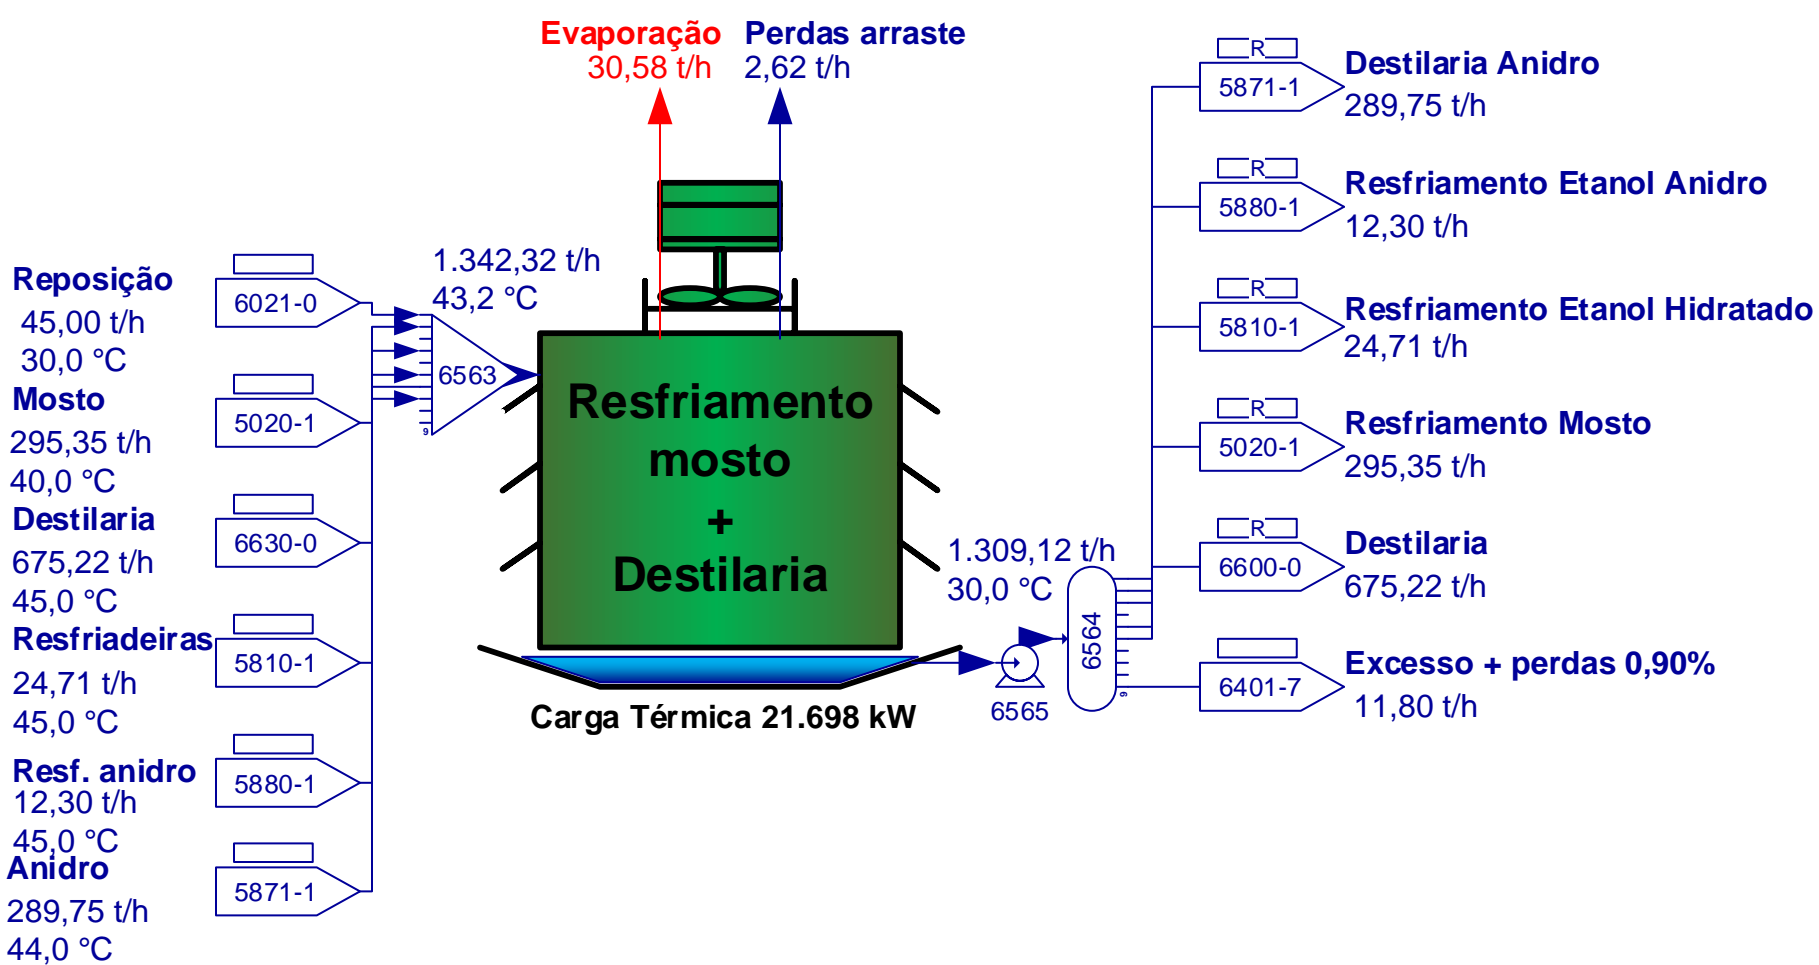 Evaporação
30,58 t/h
Perdas arraste
2,62 t/h
Reposição
45,00 t/h
30,0 °C
6021-0
Mosto
295,35 t/h
40,0 °C
5020-1
Destilaria
675,22 t/h
45,0 °C
6630-0
Resfriadeiras
24,71 t/h
45,0 °C
5810-1
Resf. anidro
12,30 t/h
45,0 °C
5880-1
Anidro
289,75 t/h
44,0 °C
5871-1
1.342,32 t/h
43,2 °C
6563
9
Resfriamento
mosto
+
Destilaria
Carga Térmica 21.698 kW
1.309,12 t/h
30,0 °C
6565
6564
9
R
5871-1
Destilaria Anidro
289,75 t/h
R
5880-1
Resfriamento Etanol Anidro
12,30 t/h
R
5810-1
Resfriamento Etanol Hidratado
24,71 t/h
R
5020-1
Resfriamento Mosto
295,35 t/h
R
6600-0
Destilaria
675,22 t/h
6401-7
Excesso + perdas 0,90%
11,80 t/h